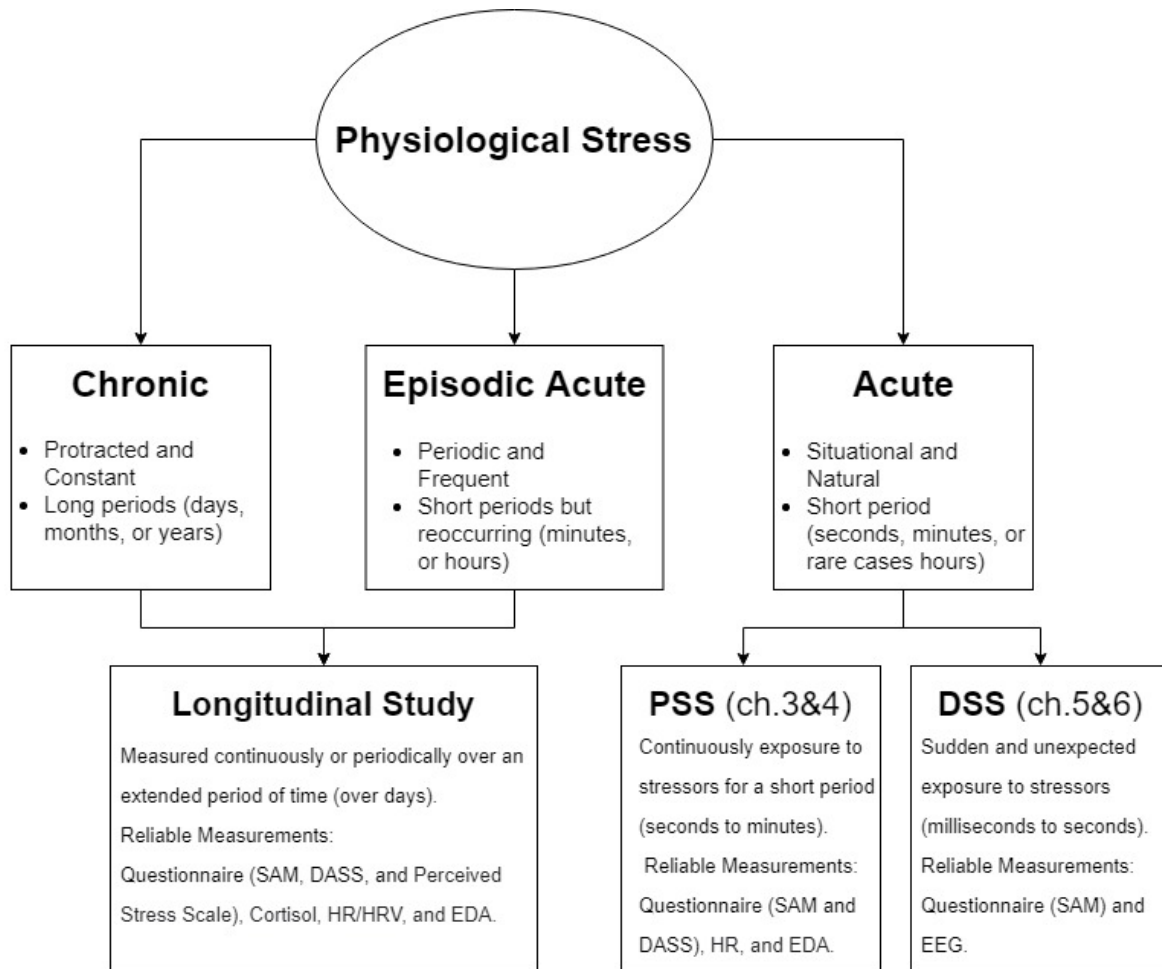 Physiological Stress
Chronic
• Protracted and
Constant
• Long periods (days,
months, or years)
Episodic Acute
• Periodic and
Frequent
• Short periods but
reoccurring (minutes,
or hours)
Acute
• Situational and
Natural
• Short period
(seconds, minutes, or
rare cases hours)
Longitudinal Study
Measured continuously or periodically over an
extended period of time (over days).
Reliable Measurements:
Questionnaire (SAM, DASS, and Perceived
Stress Scale), Cortisol, HR/HRV, and EDA.
PSS (ch.3&4)
Continuously exposure to
stressors for a short period
(seconds to minutes).
Reliable Measurements:
Questionnaire (SAM and
DASS), HR, and EDA.
DSS (ch.5&6)
Sudden and unexpected
exposure to stressors
(milliseconds to seconds).
Reliable Measurements:
Questionnaire (SAM) and
EEG.